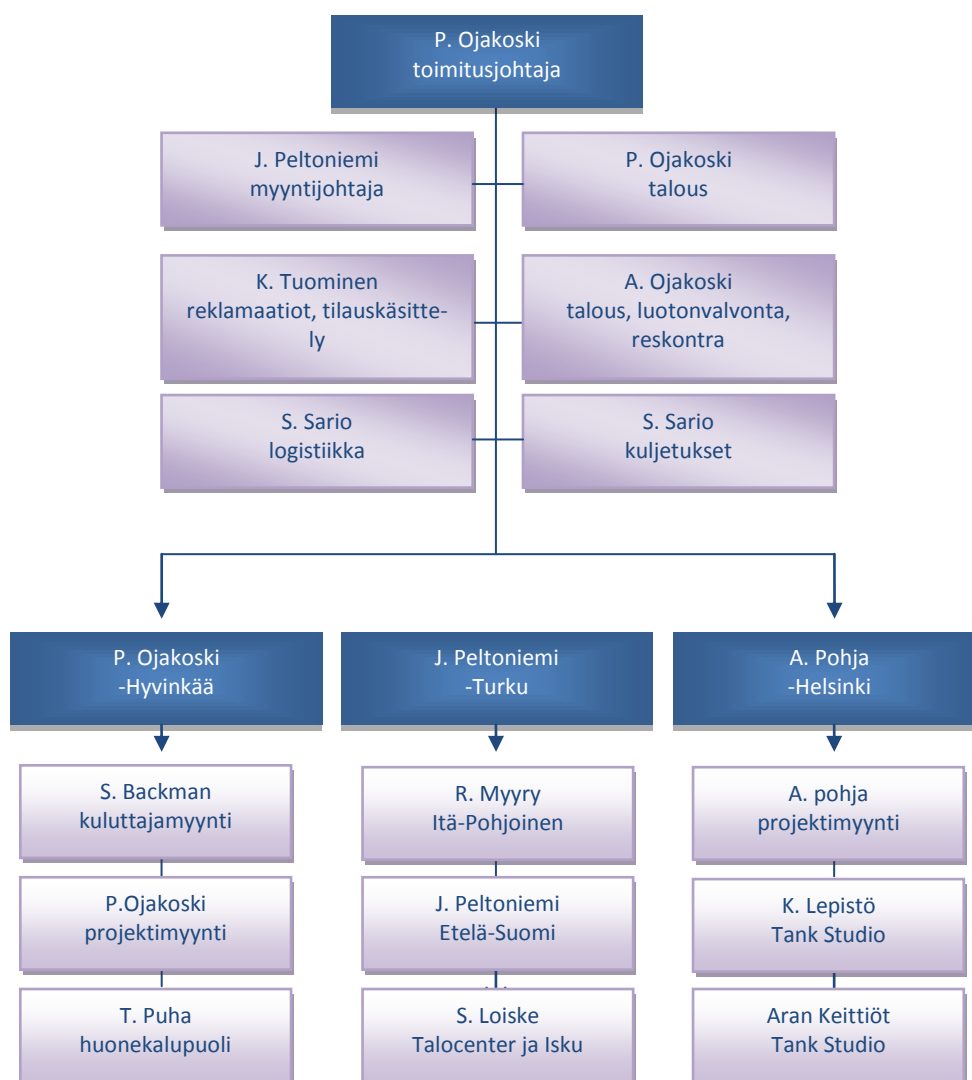 P. Ojakoski
toimitusjohtaja
J. Peltoniemi
myyntijohtaja
P. Ojakoski
talous
K. Tuominen
reklamaatiot, tilauskäsitte-
ly
A. Ojakoski
talous, luotonvalvonta,
reskontra
S. Sario
logistiikka
S. Sario
kuljetukset
P. Ojakoski
-Hyvinkää
J. Peltoniemi
-Turku
A. Pohja
-Helsinki
S. Backman
kuluttajamyynti
P.Ojakoski
projektimyynti
T. Puha
huonekalupuoli
R. Myyry
Itä-Pohjoinen
J. Peltoniemi
Etelä-Suomi
S. Loiske
Talocenter ja Isku
A. pohja
projektimyynti
K. Lepistö
Tank Studio
Aran Keittiöt
Tank Studio